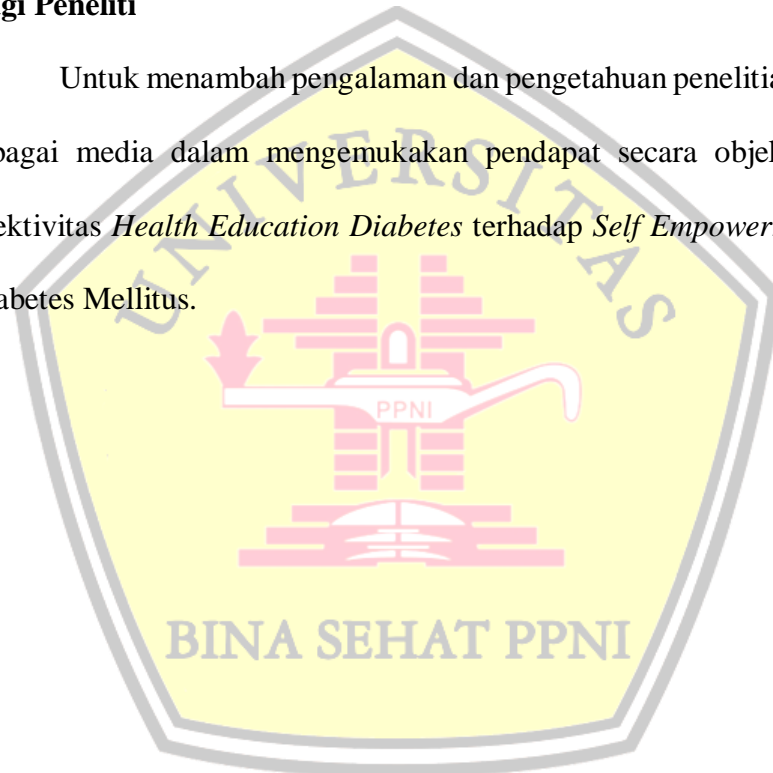 gi Peneliti
Untuk menambah pengalaman dan pengetahuan penelitia
bagai media dalam mengemukakan pendapat secara objek
ektivitas Health Education Diabetes terhadap Self Empower
abetes Mellitus.
UNIVERSITAS
PPNI
BINA SEHAT PPNI